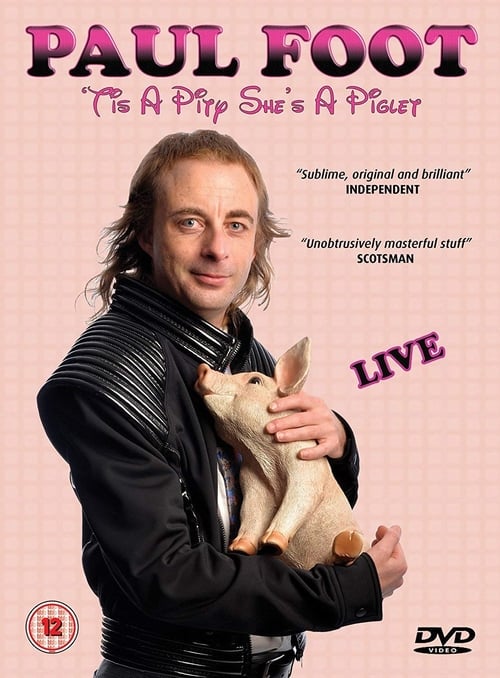 PAUL FOOT
'Tis A Pity She's A Piglet
"Sublime, original and brilliant"
INDEPENDENT
"Unobtrusively masterful stuff"
SCOTSMAN
LIVE
12
DVD
VIDEO